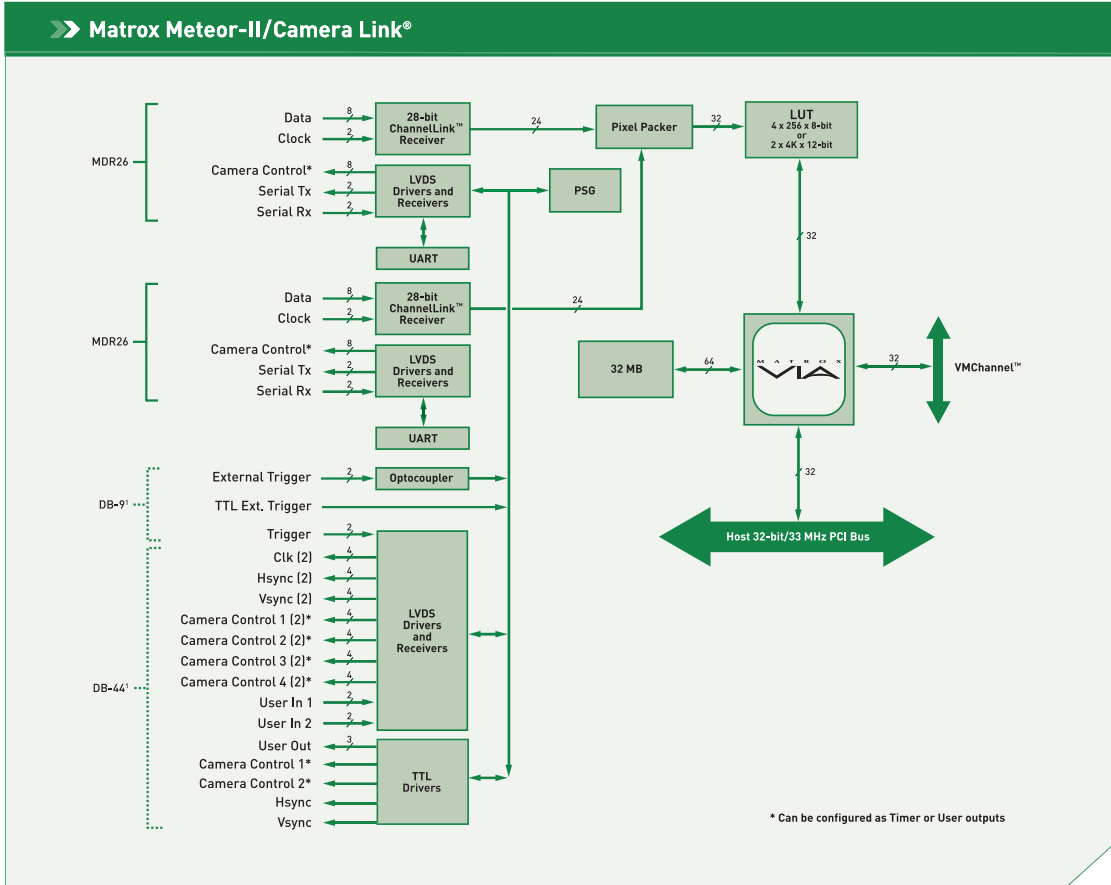 Matrox Meteor-II/Camera Link®
MDR26
Data
8
Clock
2
28-bit
ChannelLink™
Receiver
24
Pixel Packer
32
LUT
4 x 256 x 8-bit
or
2 x 4K x 12-bit
Camera Control*
8
Serial Tx
2
Serial Rx
2
LVDS
Drivers and
Receivers
PSG
UART
32
MDR26
Data
8
Clock
2
28-bit
ChannelLink™
Receiver
24
Camera Control*
8
Serial Tx
2
Serial Rx
2
LVDS
Drivers and
Receivers
UART
32 MB
64
MATROX
VIA
32
VMChannel™
32
Host 32-bit/33 MHz PCI Bus
DB-9¹
External Trigger
2
Optocoupler
TTL Ext. Trigger
DB-44¹
Trigger
2
Clk (2)
4
Hsync (2)
4
Vsync (2)
4
Camera Control 1 (2)*
4
Camera Control 2 (2)*
4
Camera Control 3 (2)*
4
Camera Control 4 (2)*
4
User In 1
2
User In 2
2
LVDS
Drivers
and
Receivers
User Out
3
Camera Control 1*
Camera Control 2*
Hsync
Vsync
TTL
Drivers
* Can be configured as Timer or User outputs